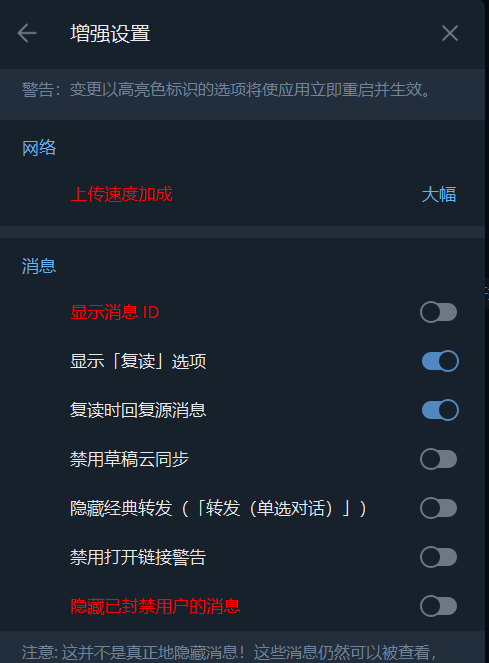 增强设置
警告：变更以高亮色标识的选项将使应用立即重启并生效。
网络
上传速度加成 大幅
消息
显示消息 ID
显示「复读」选项
复读时回复源消息
禁用草稿云同步
隐藏经典转发（「转发（单选对话）」）
禁用打开链接警告
隐藏已封禁用户的消息
注意: 这并不是真正地隐藏消息！这些消息仍然可以被查看，